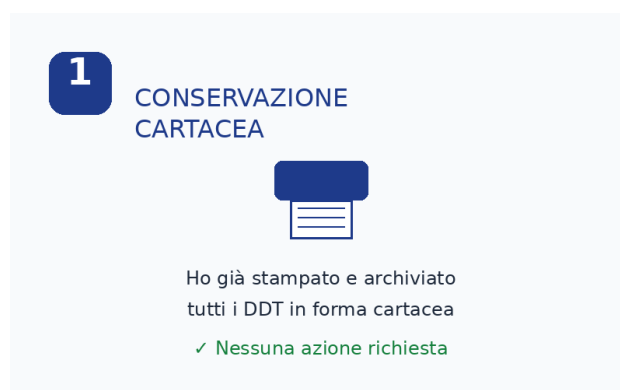 1
CONSERVAZIONE
CARTACEA
Ho già stampato e archiviato
tutti i DDT in forma cartacea
✓ Nessuna azione richiesta